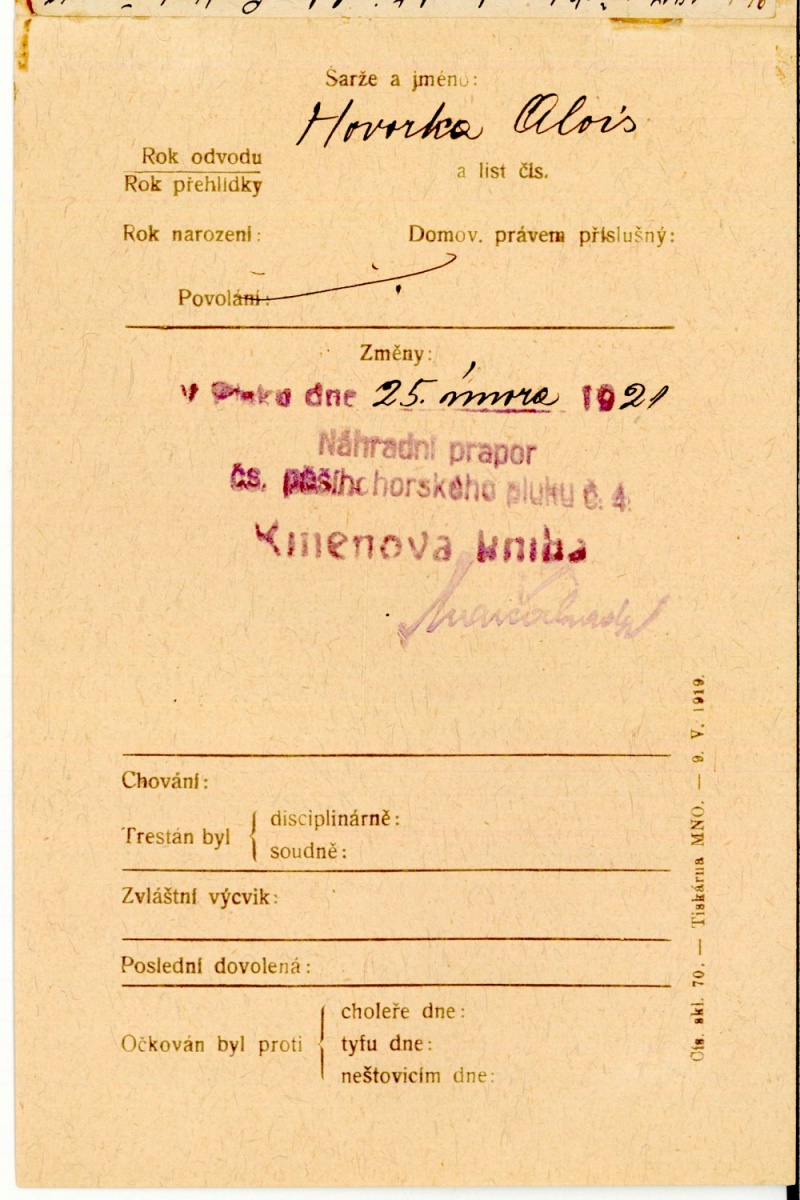 Šarže a jméno:
Hovorka Alois
Rok odvodu
Rok přehlídky
a list čís.
Rok narození:
Domov. právem příslušný:
Povolání:
Změny:
V dne 25. února 1921
Náhradní prapor
čs. pěšího horského pluku č. 4.
Kmenova kniha
Chování:
Trestán byl
disciplinárně:
soudně:
Zvláštní výcvik:
Poslední dovolená:
Očkován byl proti
choleře dne:
tyfu dne:
neštovicím dne:
Čís. skl. 70. — Tiskárna MNO. — 9. V. 1919.